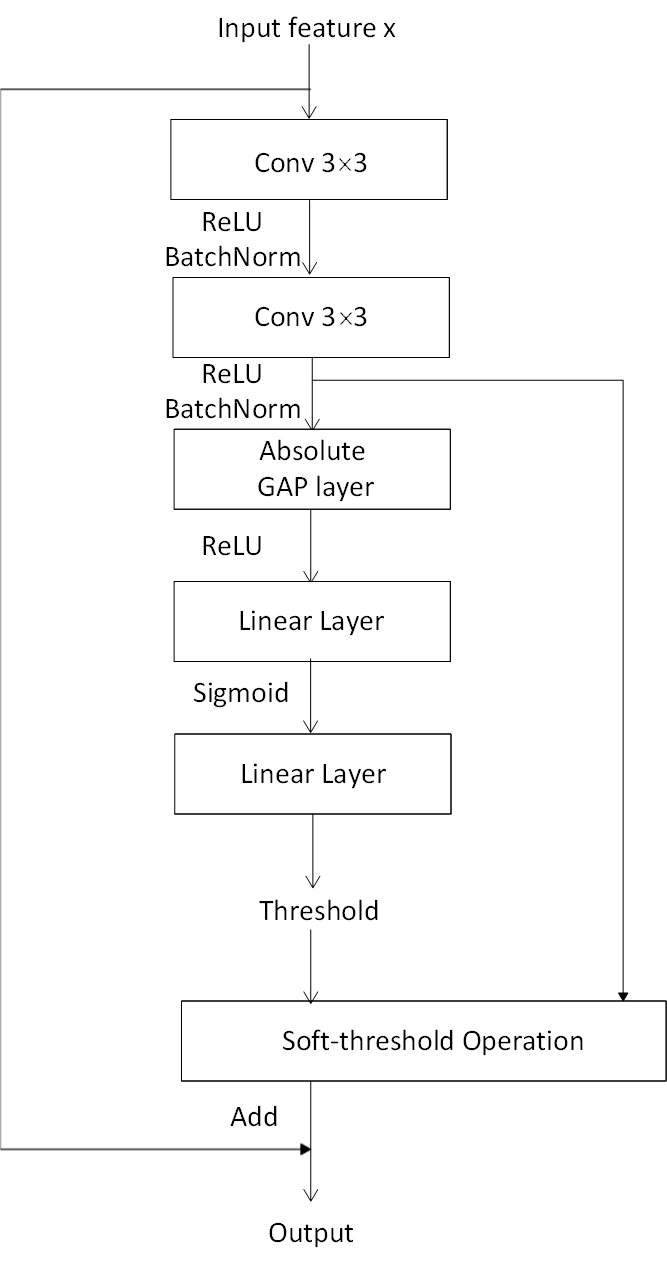 Input feature x
Conv 3×3
ReLU
BatchNorm
Conv 3×3
ReLU
BatchNorm
Absolute
GAP layer
ReLU
Linear Layer
Sigmoid
Linear Layer
Threshold
Soft-threshold Operation
Add
Output